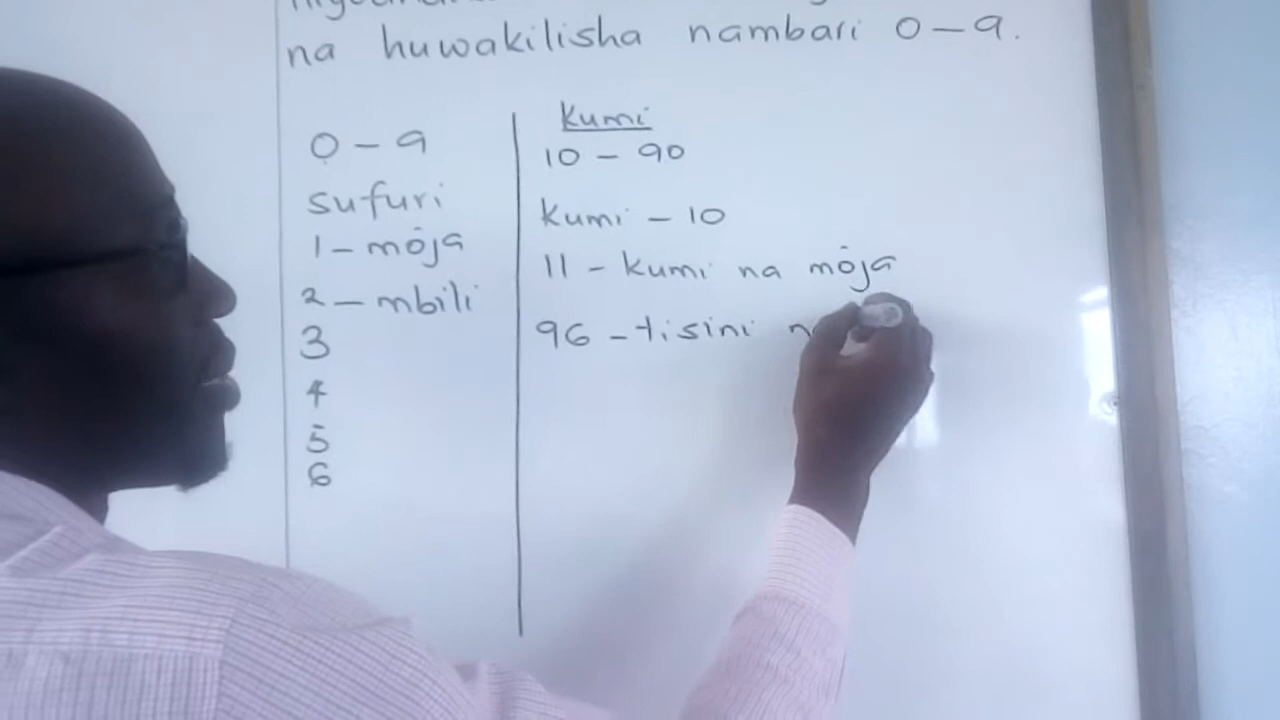 na huwakilisha nambari 0 - 9.
0 - 9
sufuri
1 - moja
2 - mbili
3
4
5
6
Kumi
10 - 90
Kumi - 10
11 - kumi na moja
96 - tisini